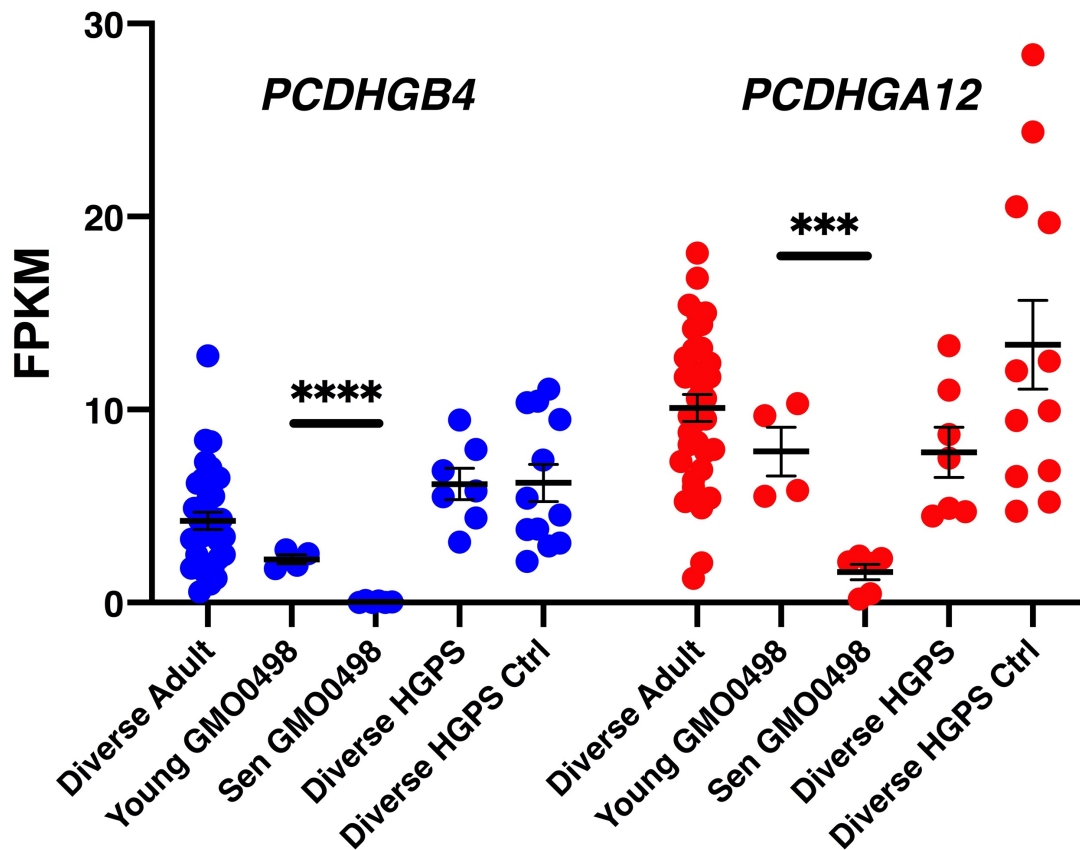 30
PCDHGB4
PCDHGA12
20
***
FPKM
10
****
0
Diverse Adult
Young GMO0498
Sen GMO0498
Diverse HGPS
Diverse HGPS Ctrl
Diverse Adult
Young GMO0498
Sen GMO0498
Diverse HGPS
Diverse HGPS Ctrl